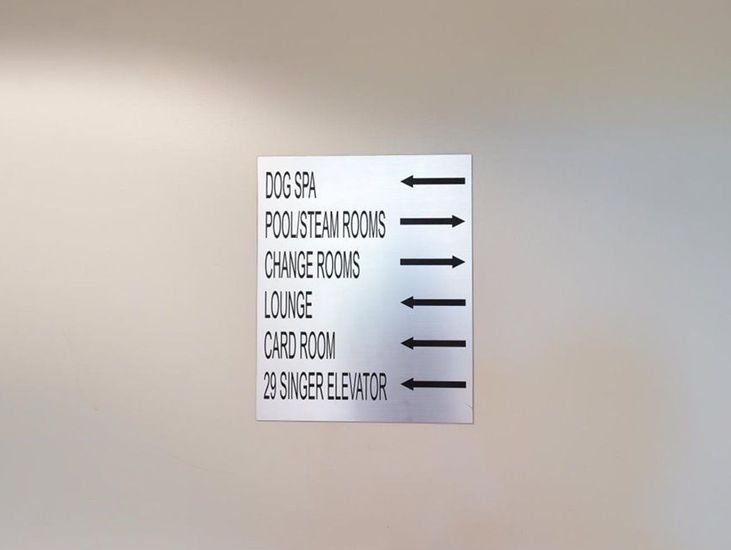 DOG SPA ←
POOL/STEAM ROOMS →
CHANGE ROOMS →
LOUNGE ←
CARD ROOM ←
29 SINGER ELEVATOR ←